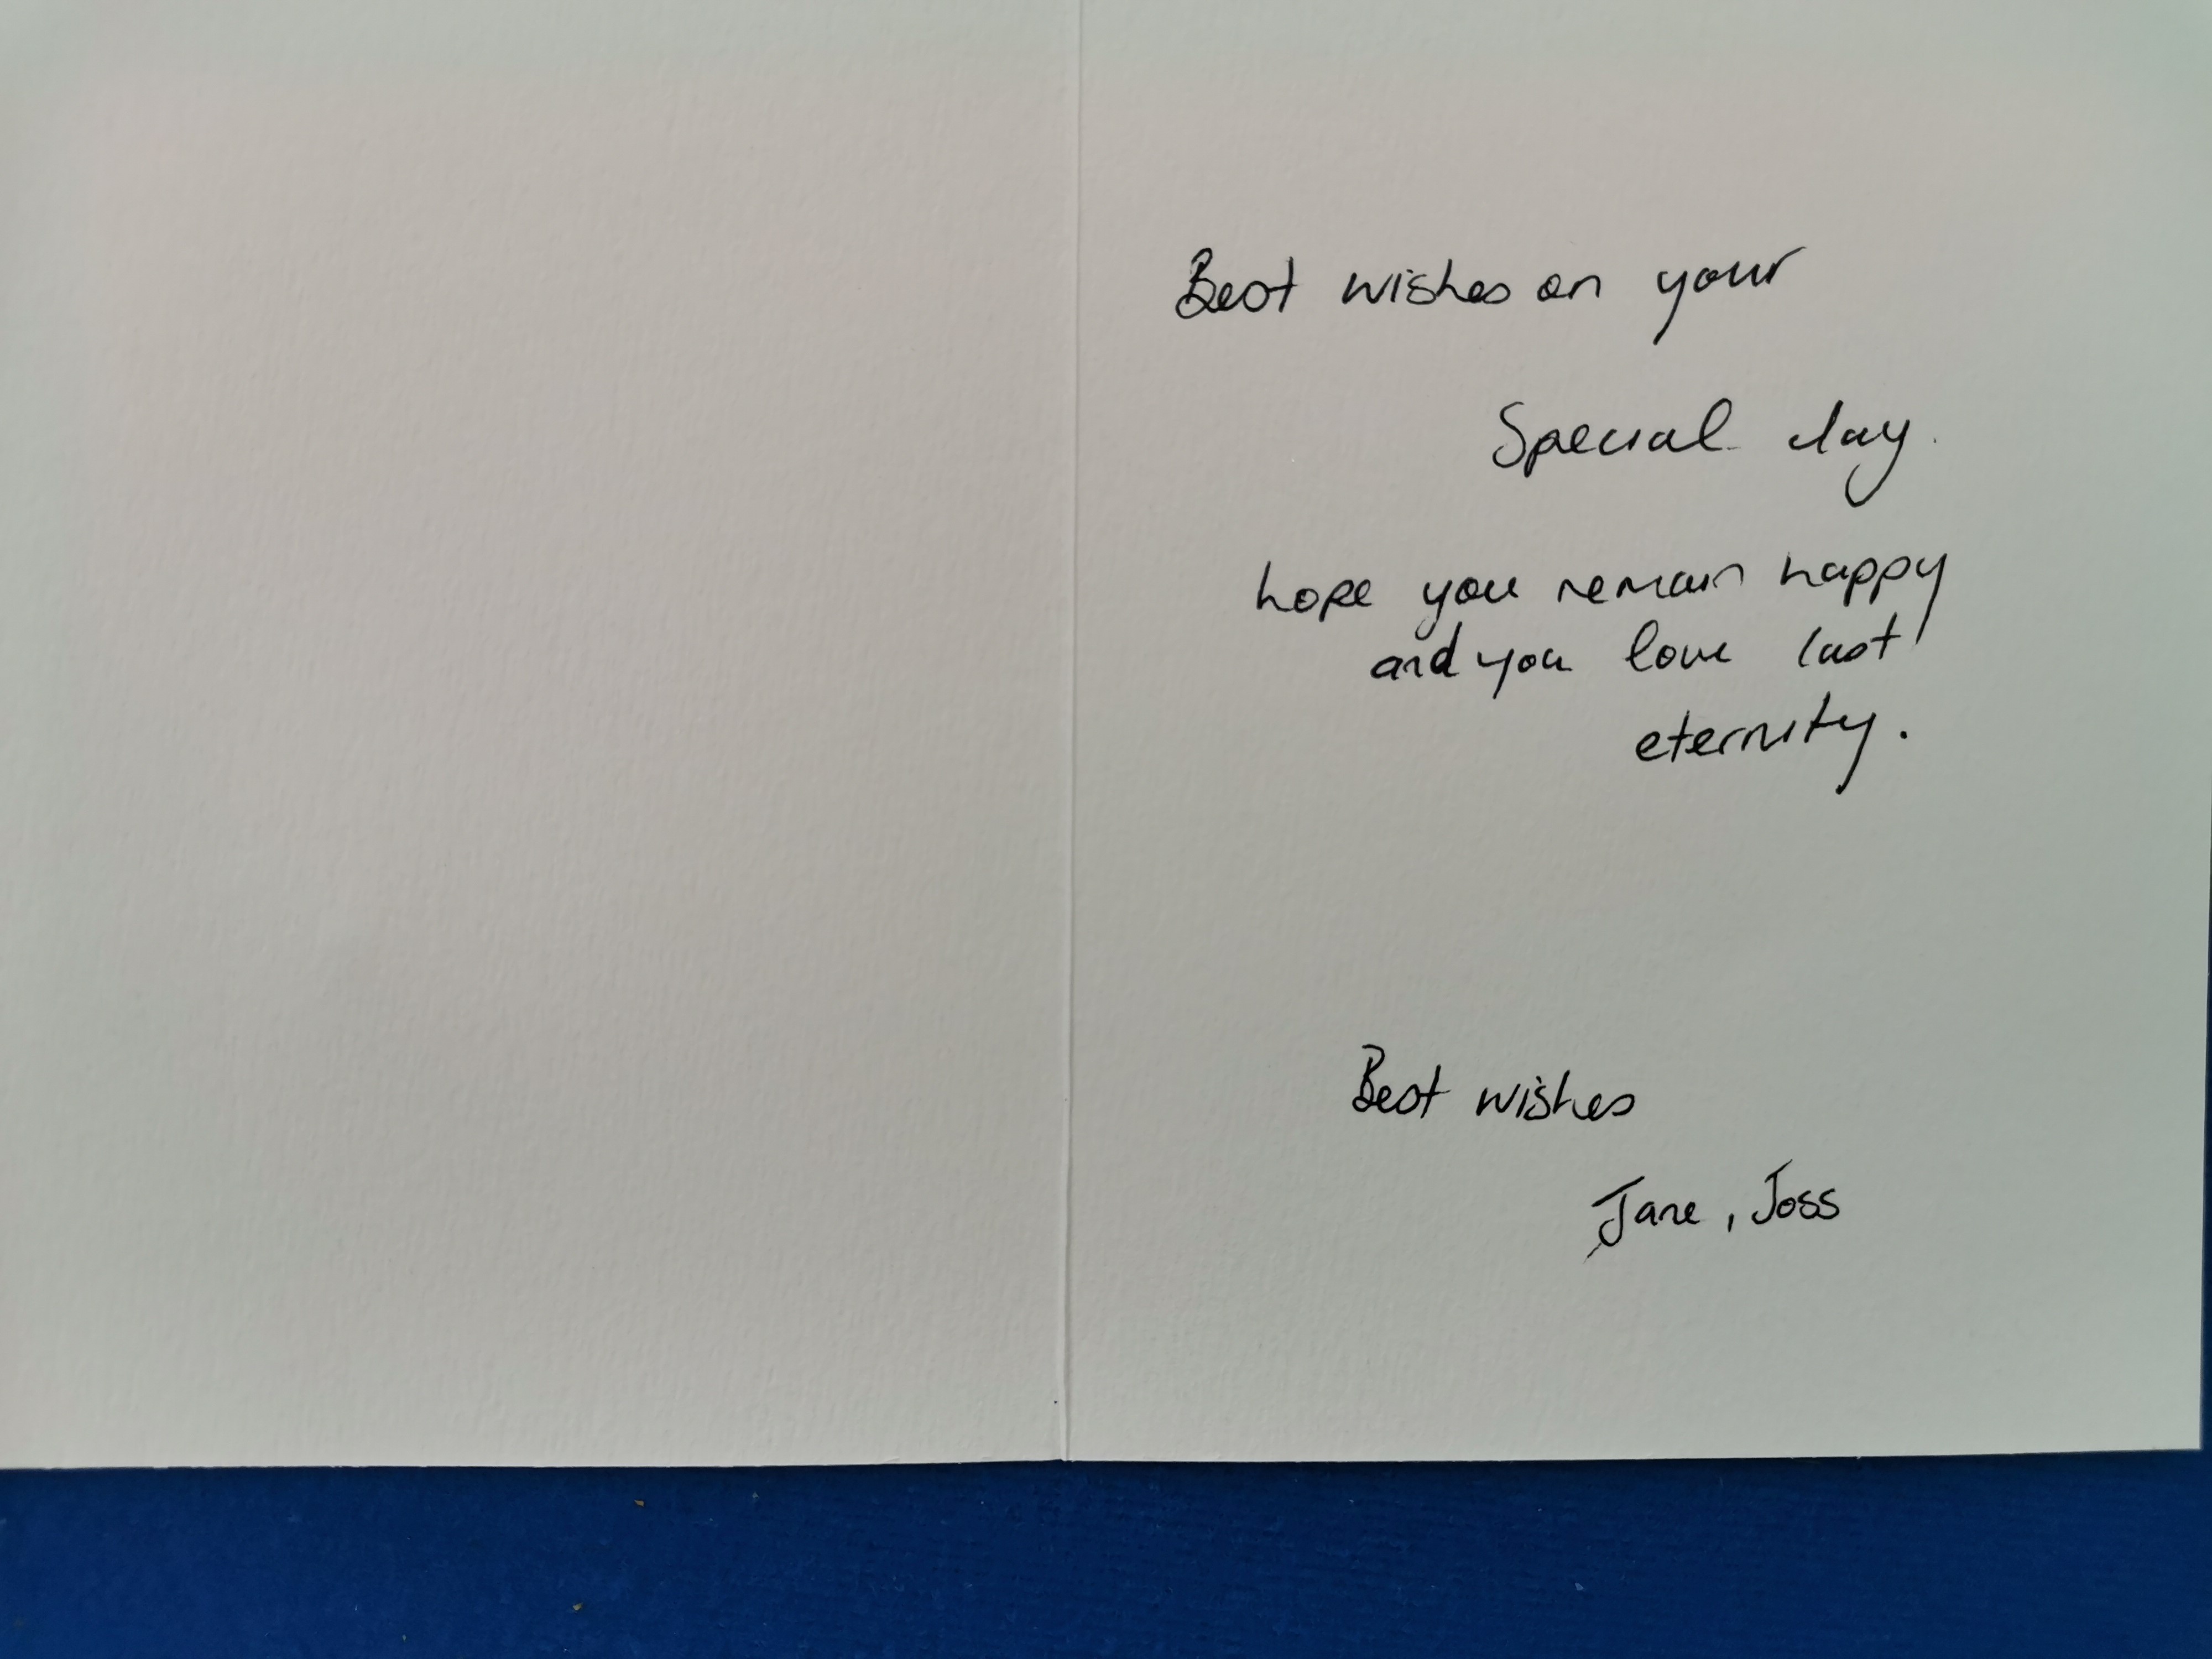 Best wishes on your
Special day.
hope you remain happy
and you love last
eternity.
Best wishes
Jane, Joss